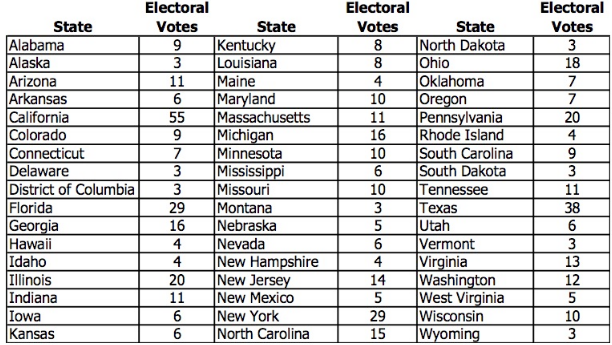 Electoral Electoral Electoral
State Votes State Votes State Votes
Alabama 9 Kentucky 8 North Dakota 3
Alaska 3 Louisiana 8 Ohio 18
Arizona 11 Maine 4 Oklahoma 7
Arkansas 6 Maryland 10 Oregon 7
California 55 Massachusetts 11 Pennsylvania 20
Colorado 9 Michigan 16 Rhode Island 4
Connecticut 7 Minnesota 10 South Carolina 9
Delaware 3 Mississippi 6 South Dakota 3
District of Columbia 3 Missouri 10 Tennessee 11
Florida 29 Montana 3 Texas 38
Georgia 16 Nebraska 5 Utah 6
Hawaii 4 Nevada 6 Vermont 3
Idaho 4 New Hampshire 4 Virginia 13
Illinois 20 New Jersey 14 Washington 12
Indiana 11 New Mexico 5 West Virginia 5
Iowa 6 New York 29 Wisconsin 10
Kansas 6 North Carolina 15 Wyoming 3